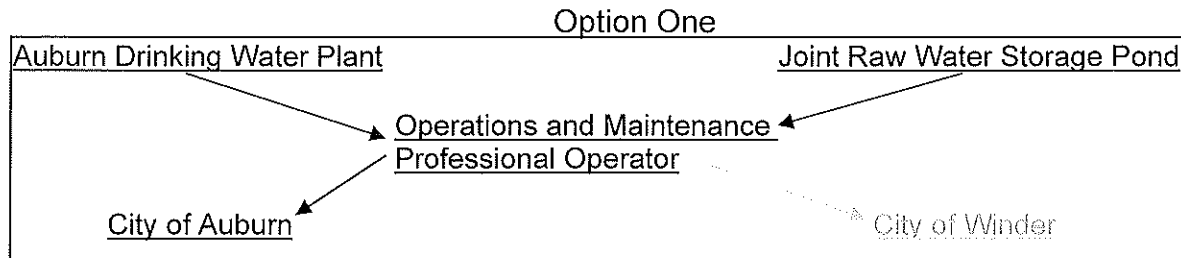 Option One
Auburn Drinking Water Plant
Joint Raw Water Storage Pond
Operations and Maintenance
Professional Operator
City of Auburn
City of Winder